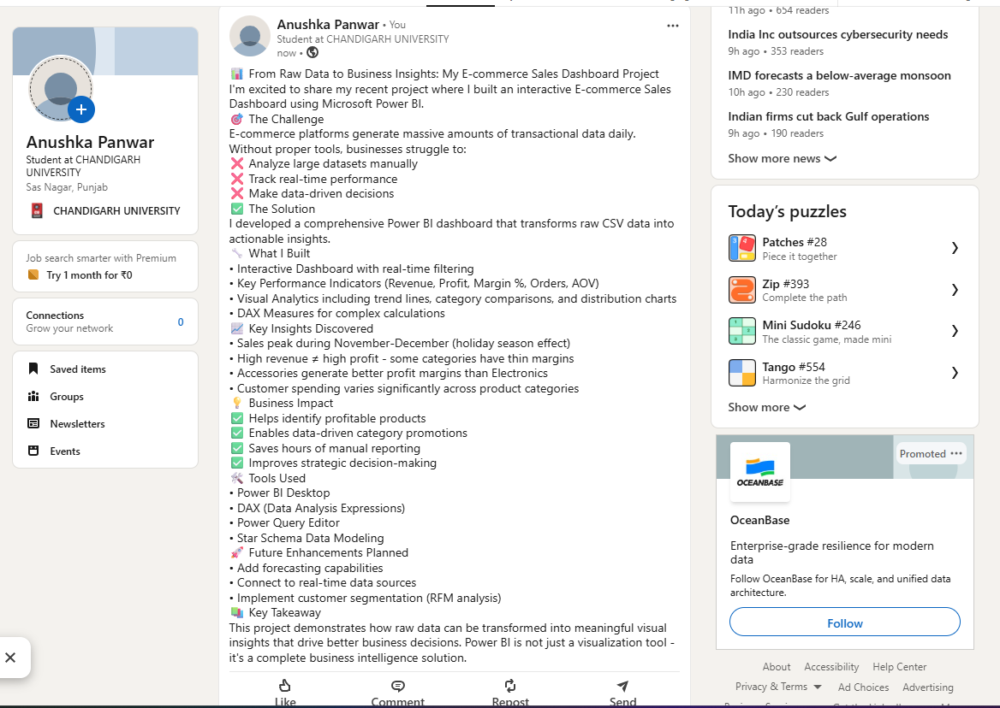 Anushka Panwar
Student at CHANDIGARH
UNIVERSITY
Sas Nagar, Punjab
CHANDIGARH UNIVERSITY
Job search smarter with Premium
Try 1 month for ₹0
Connections
Grow your network
0
Saved items
Groups
Newsletters
Events
Anushka Panwar • You
Student at CHANDIGARH UNIVERSITY
now •
📊 From Raw Data to Business Insights: My E-commerce Sales Dashboard Project
I'm excited to share my recent project where I built an interactive E-commerce Sales
Dashboard using Microsoft Power BI.
🎯 The Challenge
E-commerce platforms generate massive amounts of transactional data daily.
Without proper tools, businesses struggle to:
❌ Analyze large datasets manually
❌ Track real-time performance
❌ Make data-driven decisions
✅ The Solution
I developed a comprehensive Power BI dashboard that transforms raw CSV data into
actionable insights.
🔧 What I Built
• Interactive Dashboard with real-time filtering
• Key Performance Indicators (Revenue, Profit, Margin %, Orders, AOV)
• Visual Analytics including trend lines, category comparisons, and distribution charts
• DAX Measures for complex calculations
📈 Key Insights Discovered
• Sales peak during November-December (holiday season effect)
• High revenue ≠ high profit - some categories have thin margins
• Accessories generate better profit margins than Electronics
• Customer spending varies significantly across product categories
💡 Business Impact
✅ Helps identify profitable products
✅ Enables data-driven category promotions
✅ Saves hours of manual reporting
✅ Improves strategic decision-making
🛠 Tools Used
• Power BI Desktop
• DAX (Data Analysis Expressions)
• Power Query Editor
• Star Schema Data Modeling
🚀 Future Enhancements Planned
• Add forecasting capabilities
• Connect to real-time data sources
• Implement customer segmentation (RFM analysis)
📚 Key Takeaway
This project demonstrates how raw data can be transformed into meaningful visual
insights that drive better business decisions. Power BI is not just a visualization tool -
it's a complete business intelligence solution.
Like
Comment
Repost
Send
11h ago • 654 readers
India Inc outsources cybersecurity needs
9h ago • 353 readers
IMD forecasts a below-average monsoon
10h ago • 230 readers
Indian firms cut back Gulf operations
9h ago • 190 readers
Show more news
Today's puzzles
Patches #28
Piece it together
Zip #393
Complete the path
Mini Sudoku #246
The classic game, made mini
Tango #554
Harmonize the grid
Show more
Promoted
OCEANBASE
OceanBase
Enterprise-grade resilience for modern
data
Follow OceanBase for HA, scale, and unified data
architecture.
Follow
About Accessibility Help Center
Privacy & Terms Ad Choices Advertising